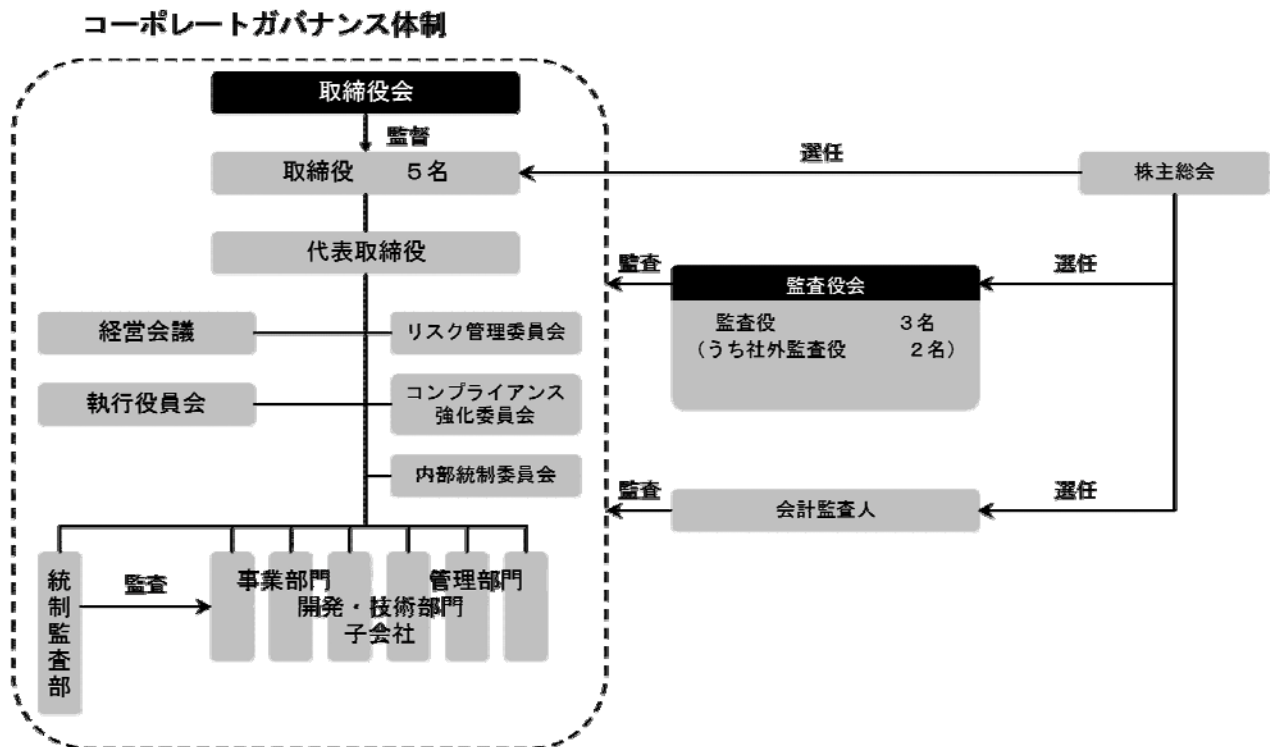 コーポレートガバナンス体制
取締役会
監督
取締役　　５名
選任
株主総会
代表取締役
監査
監査役会
選任
監査役　　　　　３名
（うち社外監査役　　　２名）
経営会議
リスク管理委員会
執行役員会
コンプライアンス
強化委員会
内部統制委員会
監査
会計監査人
選任
統制監査部
監査
事業部門
管理部門
開発・技術部門
子会社